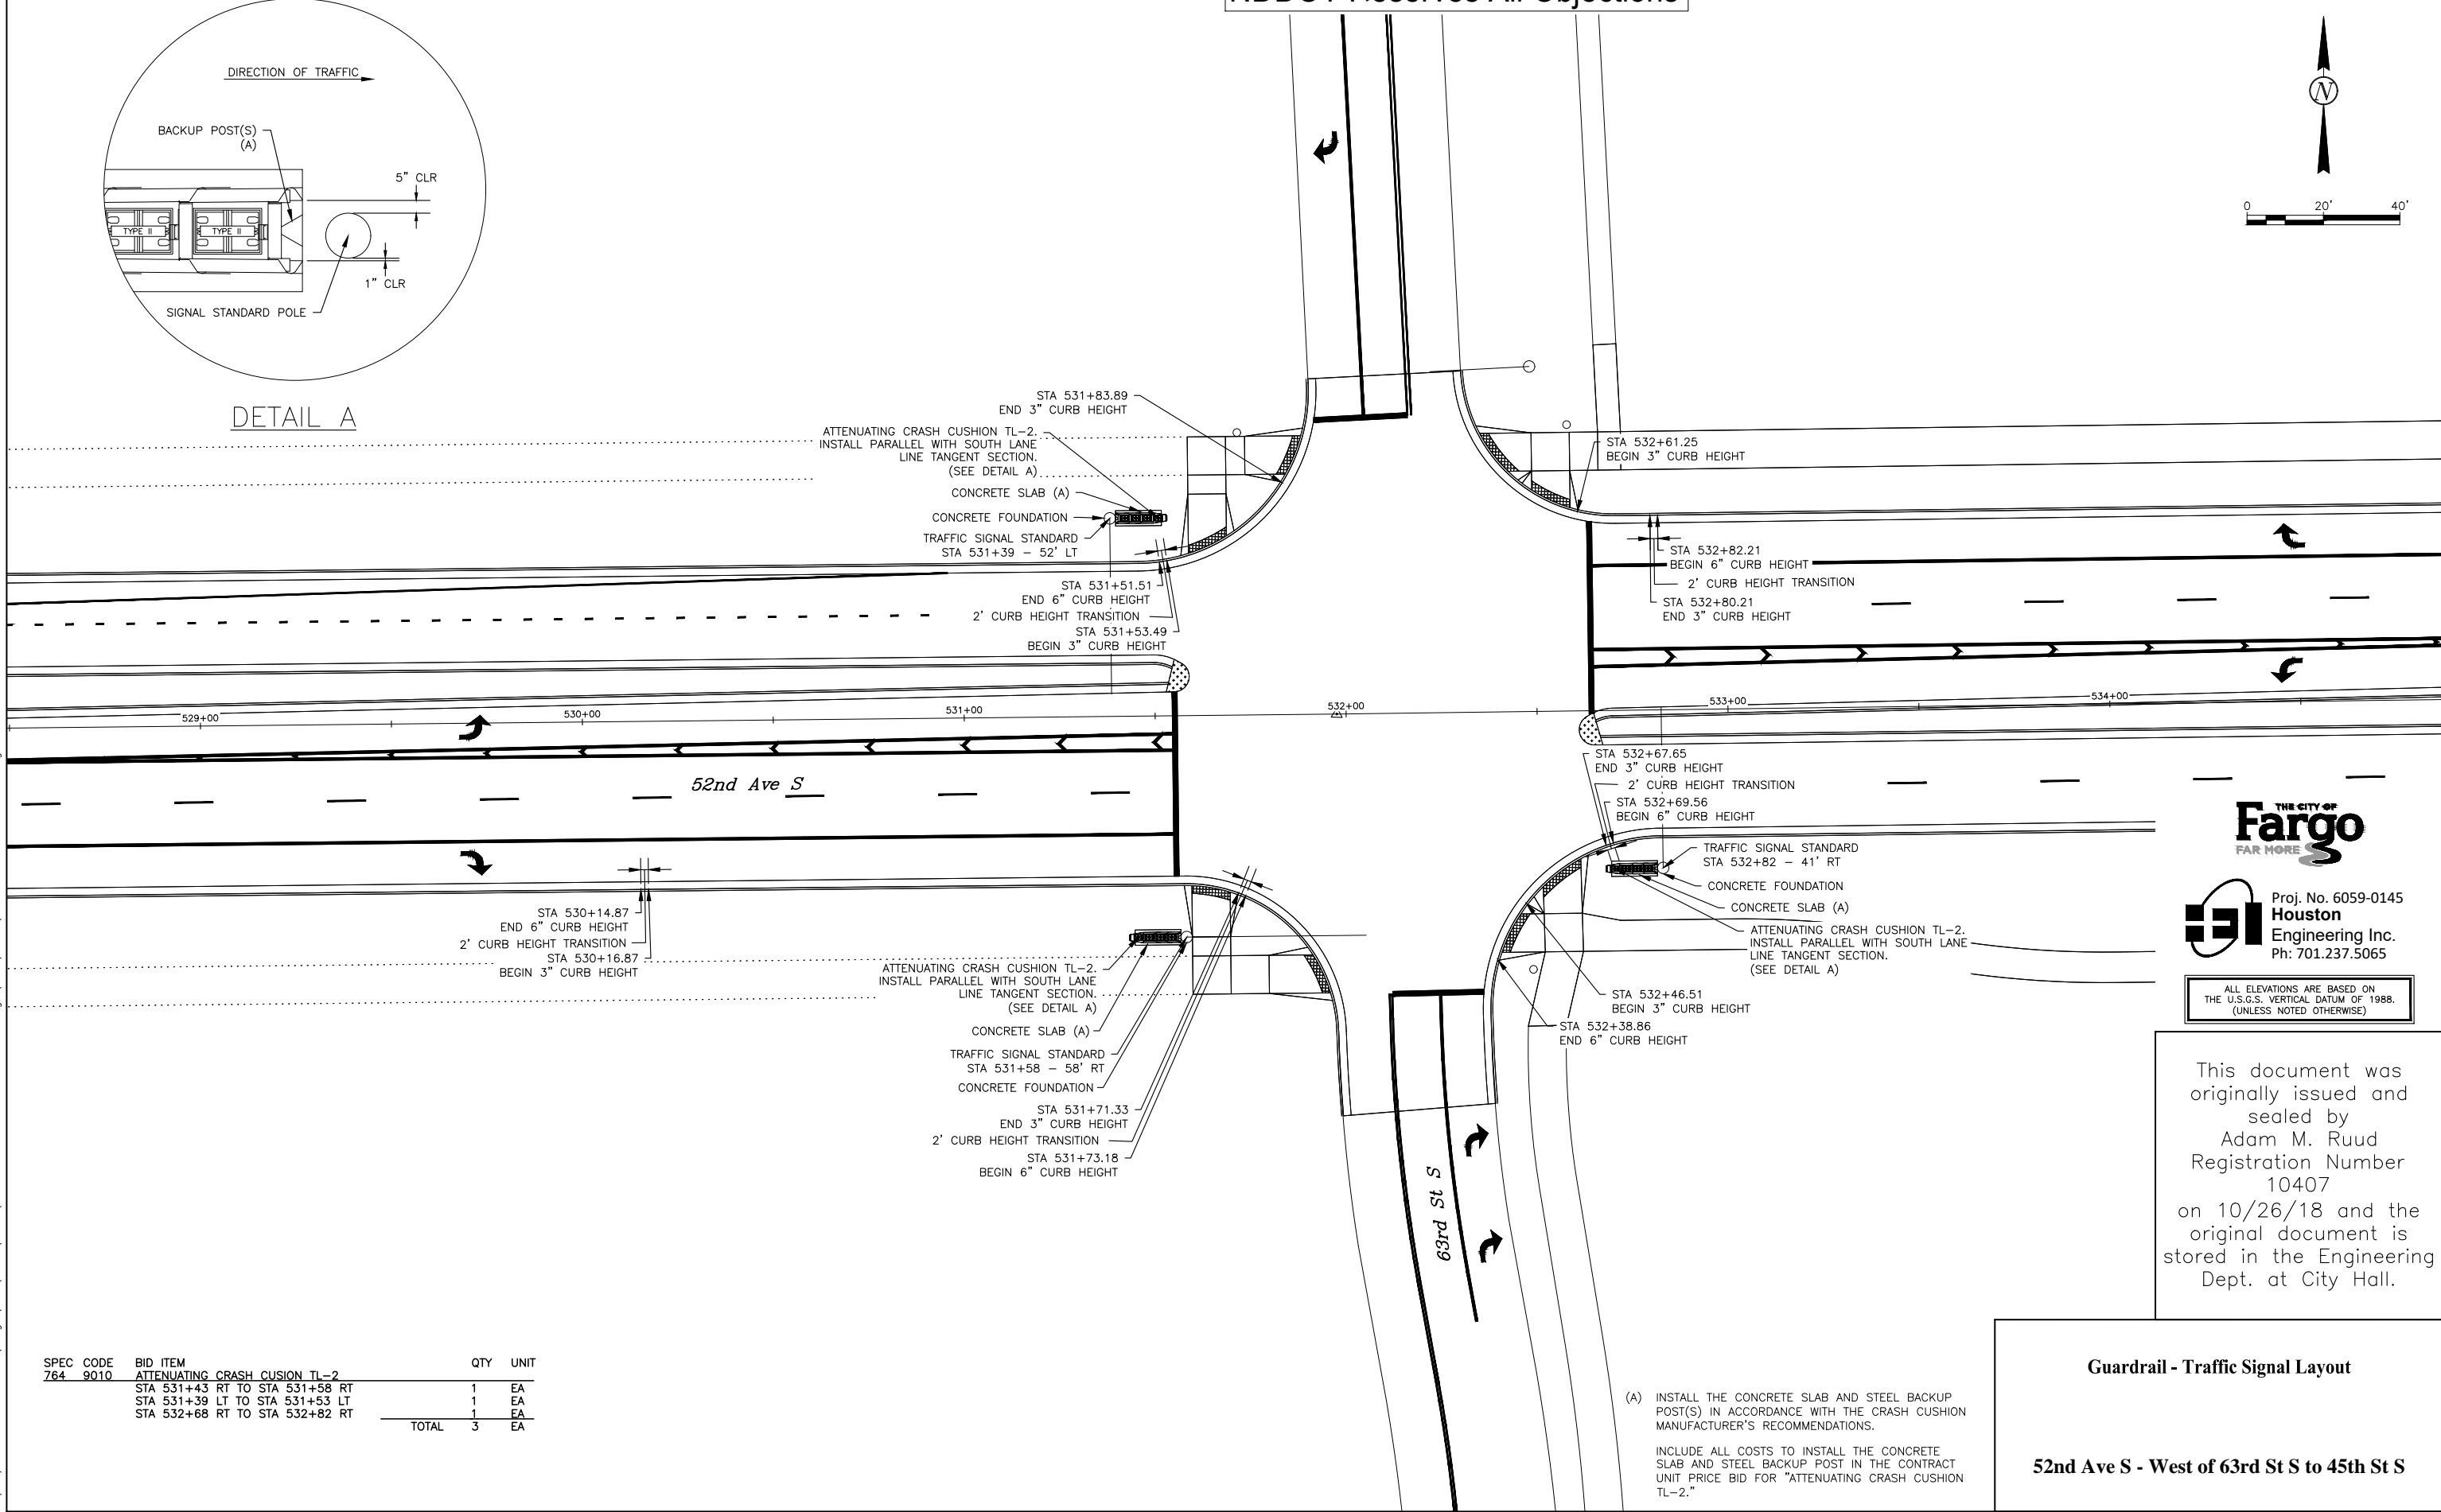 NDDOT Reserves All Objections
DIRECTION OF TRAFFIC
BACKUP POST(S)
(A)
5" CLR
TYPE II
TYPE II
1" CLR
SIGNAL STANDARD POLE
DETAIL A
N
0 20' 40'
STA 531+83.89
END 3" CURB HEIGHT
ATTENUATING CRASH CUSHION TL-2.
INSTALL PARALLEL WITH SOUTH LANE
LINE TANGENT SECTION.
(SEE DETAIL A)
CONCRETE SLAB (A)
CONCRETE FOUNDATION
TRAFFIC SIGNAL STANDARD
STA 531+39 - 52' LT
STA 531+51.51
END 6" CURB HEIGHT
2' CURB HEIGHT TRANSITION
STA 531+53.49
BEGIN 3" CURB HEIGHT
STA 532+61.25
BEGIN 3" CURB HEIGHT
STA 532+82.21
BEGIN 6" CURB HEIGHT
2' CURB HEIGHT TRANSITION
STA 532+80.21
END 3" CURB HEIGHT
529+00
530+00
531+00
532+00
533+00
534+00
52nd Ave S
STA 532+67.65
END 3" CURB HEIGHT
2' CURB HEIGHT TRANSITION
STA 532+69.56
BEGIN 6" CURB HEIGHT
TRAFFIC SIGNAL STANDARD
STA 532+82 - 41' RT
CONCRETE FOUNDATION
CONCRETE SLAB (A)
ATTENUATING CRASH CUSHION TL-2.
INSTALL PARALLEL WITH SOUTH LANE
LINE TANGENT SECTION.
(SEE DETAIL A)
STA 532+46.51
BEGIN 3" CURB HEIGHT
STA 532+38.86
END 6" CURB HEIGHT
STA 530+14.87
END 6" CURB HEIGHT
2' CURB HEIGHT TRANSITION
STA 530+16.87
BEGIN 3" CURB HEIGHT
ATTENUATING CRASH CUSHION TL-2.
INSTALL PARALLEL WITH SOUTH LANE
LINE TANGENT SECTION.
(SEE DETAIL A)
CONCRETE SLAB (A)
TRAFFIC SIGNAL STANDARD
STA 531+58 - 58' RT
CONCRETE FOUNDATION
STA 531+71.33
END 3" CURB HEIGHT
2' CURB HEIGHT TRANSITION
STA 531+73.18
BEGIN 6" CURB HEIGHT
63rd St S
THE CITY OF
Fargo
FAR MORE
Proj. No. 6059-0145
Houston
Engineering Inc.
Ph: 701.237.5065
ALL ELEVATIONS ARE BASED ON
THE U.S.G.S. VERTICAL DATUM OF 1988.
(UNLESS NOTED OTHERWISE)
This document was
originally issued and
sealed by
Adam M. Ruud
Registration Number
10407
on 10/26/18 and the
original document is
stored in the Engineering
Dept. at City Hall.
SPEC CODE BID ITEM QTY UNIT
764 9010 ATTENUATING CRASH CUSION TL-2
STA 531+43 RT TO STA 531+58 RT 1 EA
STA 531+39 LT TO STA 531+53 LT 1 EA
STA 532+68 RT TO STA 532+82 RT 1 EA
TOTAL 3 EA
(A) INSTALL THE CONCRETE SLAB AND STEEL BACKUP
POST(S) IN ACCORDANCE WITH THE CRASH CUSHION
MANUFACTURER'S RECOMMENDATIONS.
INCLUDE ALL COSTS TO INSTALL THE CONCRETE
SLAB AND STEEL BACKUP POST IN THE CONTRACT
UNIT PRICE BID FOR "ATTENUATING CRASH CUSHION
TL-2."
Guardrail - Traffic Signal Layout
52nd Ave S - West of 63rd St S to 45th St S